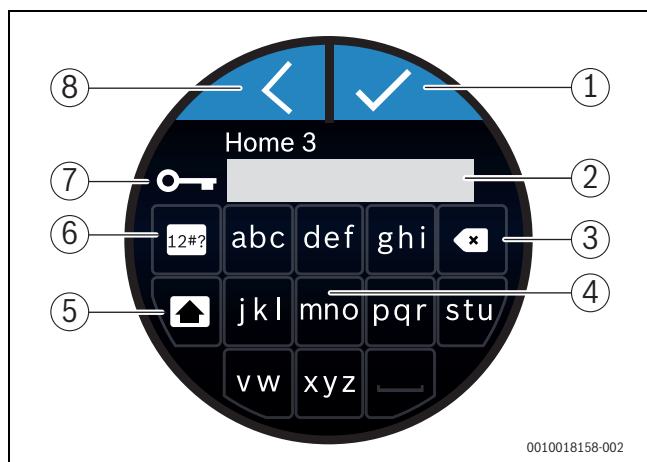 8 1
Home 3
7 2
6 12#? abc def ghi 3
5 jkl mno pqr stu 4
vw xyz
0010018158-002